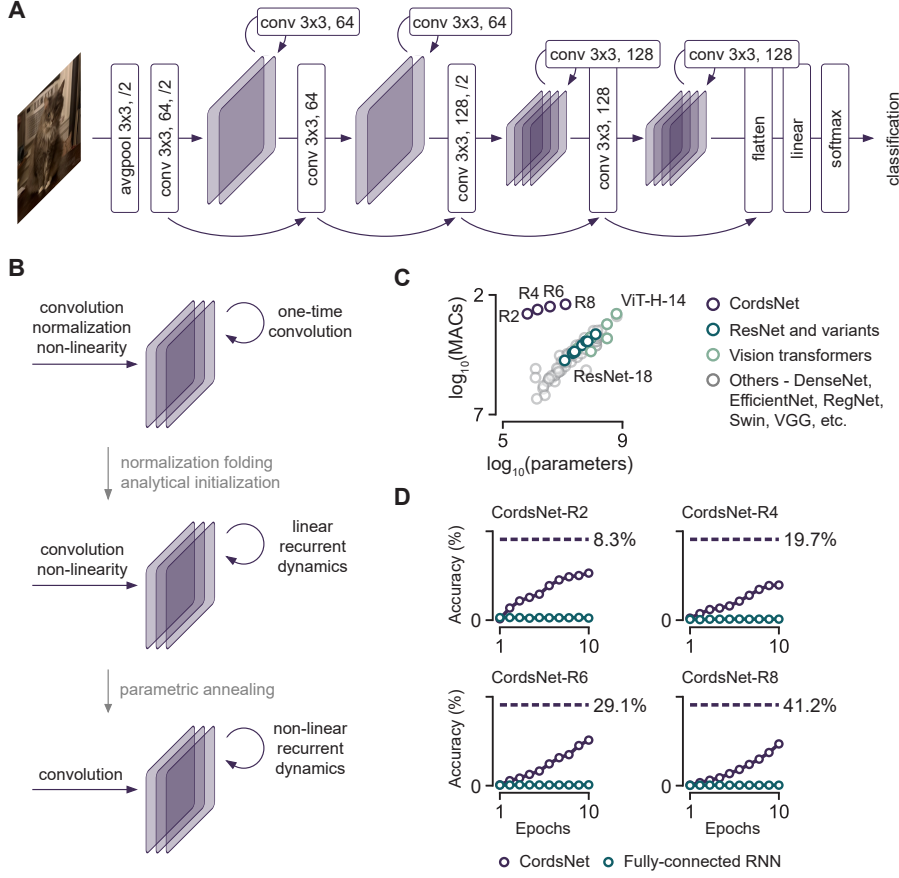 A
conv 3x3, 64
conv 3x3, 64
conv 3x3, 128
conv 3x3, 128
avgpool 3x3, /2
conv 3x3, 64, /2
conv 3x3, 64
conv 3x3, 128, /2
conv 3x3, 128
flatten
linear
softmax
classification
B
convolution
normalization
non-linearity
one-time
convolution
normalization folding
analytical initialization
convolution
non-linearity
linear
recurrent
dynamics
parametric annealing
convolution
non-linear
recurrent
dynamics
C
log10(MACs)
2
7
R2
R4
R6
R8
ViT-H-14
ResNet-18
5
9
log10(parameters)
CordsNet
ResNet and variants
Vision transformers
Others - DenseNet,
EfficientNet, RegNet,
Swin, VGG, etc.
D
CordsNet-R2
Accuracy (%)
8.3%
0
1
10
CordsNet-R4
19.7%
0
1
10
CordsNet-R6
Accuracy (%)
29.1%
0
1
10
Epochs
CordsNet-R8
41.2%
0
1
10
Epochs
CordsNet
Fully-connected RNN